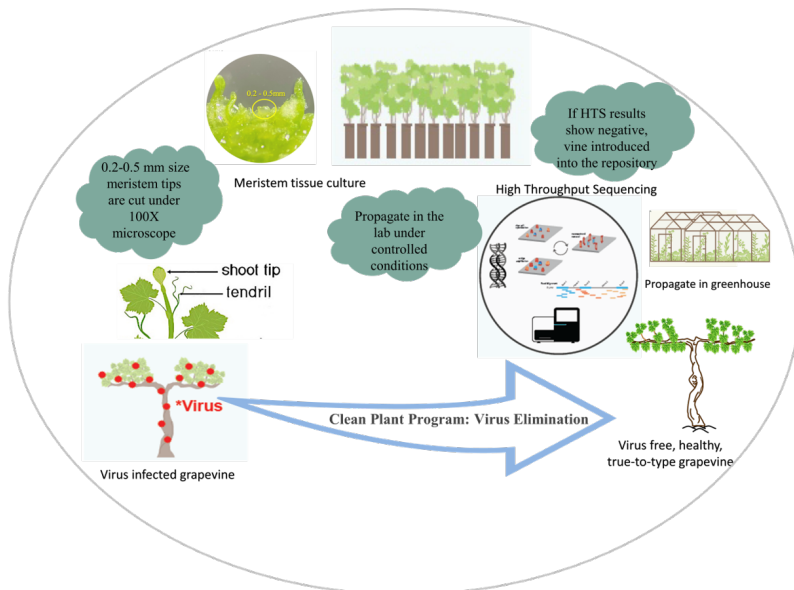 0.2 - 0.5mm
Meristem tissue culture
0.2-0.5 mm size
meristem tips
are cut under
100X
microscope
shoot tip
tendril
*Virus
Virus infected grapevine
Propagate in the
lab under
controlled
conditions
If HTS results
show negative,
vine introduced
into the repository
High Throughput Sequencing
Propagate in greenhouse
Clean Plant Program: Virus Elimination
Virus free, healthy,
true-to-type grapevine